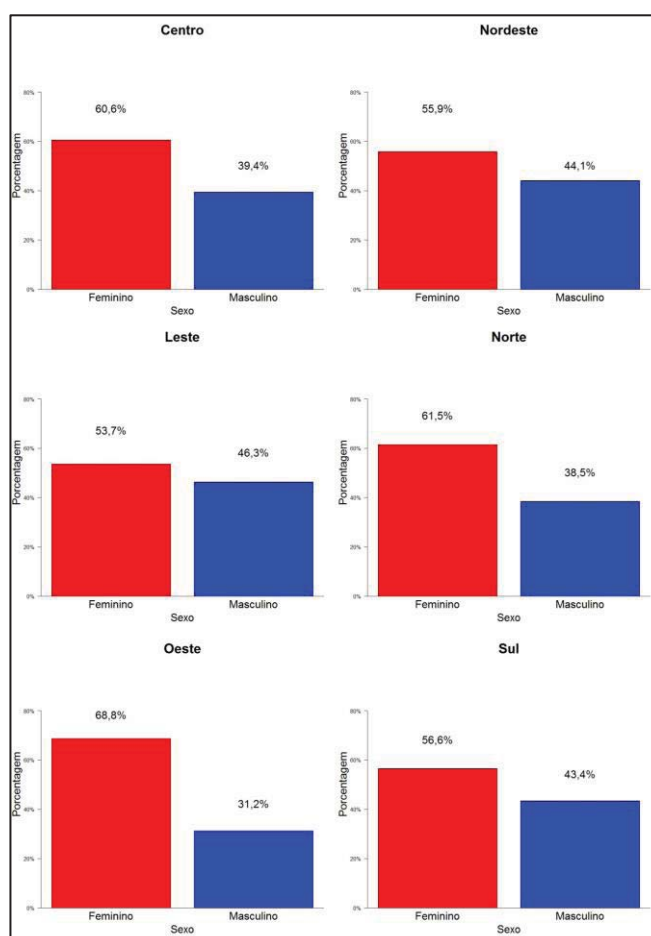 Centro
80%
60%
40%
20%
0%
Porcentagem
60,6%
39,4%
Feminino
Masculino
Sexo
Nordeste
80%
60%
40%
20%
0%
Porcentagem
55,9%
44,1%
Feminino
Masculino
Sexo
Leste
80%
60%
40%
20%
0%
Porcentagem
53,7%
46,3%
Feminino
Masculino
Sexo
Norte
80%
60%
40%
20%
0%
Porcentagem
61,5%
38,5%
Feminino
Masculino
Sexo
Oeste
80%
60%
40%
20%
0%
Porcentagem
68,8%
31,2%
Feminino
Masculino
Sexo
Sul
80%
60%
40%
20%
0%
Porcentagem
56,6%
43,4%
Feminino
Masculino
Sexo